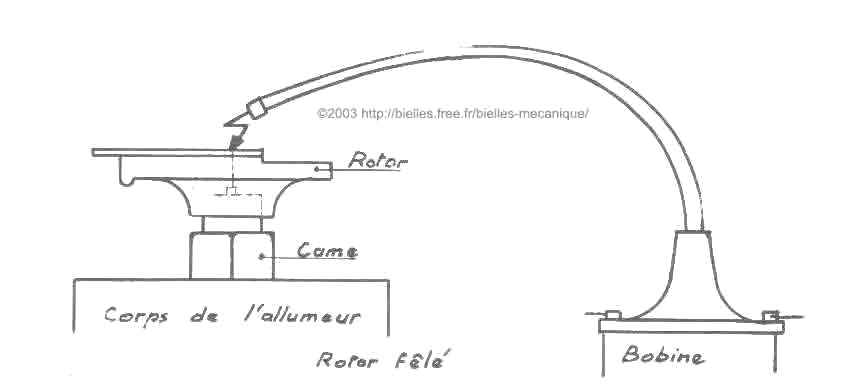 ©2003 http://bielles.free.fr/bielles-mecanique/
Rotor
Came
Corps de l'allumeur
Rotor fêlé
Bobine